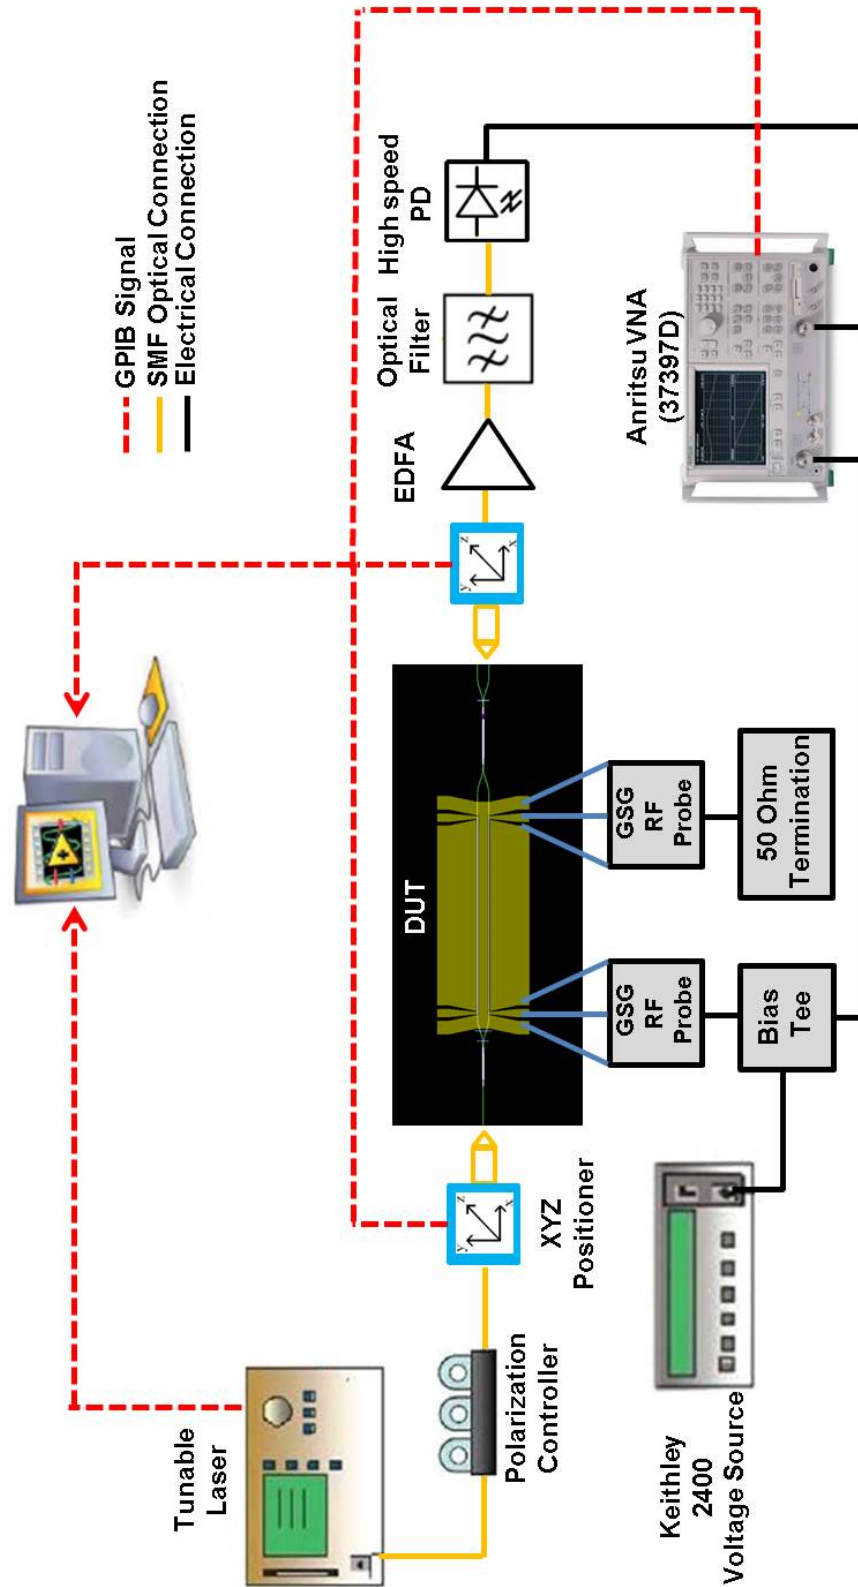 GPIB Signal
SMF Optical Connection
Electrical Connection
Tunable
Laser
Polarization
Controller
XYZ
Positioner
DUT
EDFA
Optical
Filter
High speed
PD
y
z
x
y
z
x
Keithley
2400
Voltage Source
GSG
RF
Probe
Bias
Tee
GSG
RF
Probe
50 Ohm
Termination
Anritsu VNA
(37397D)